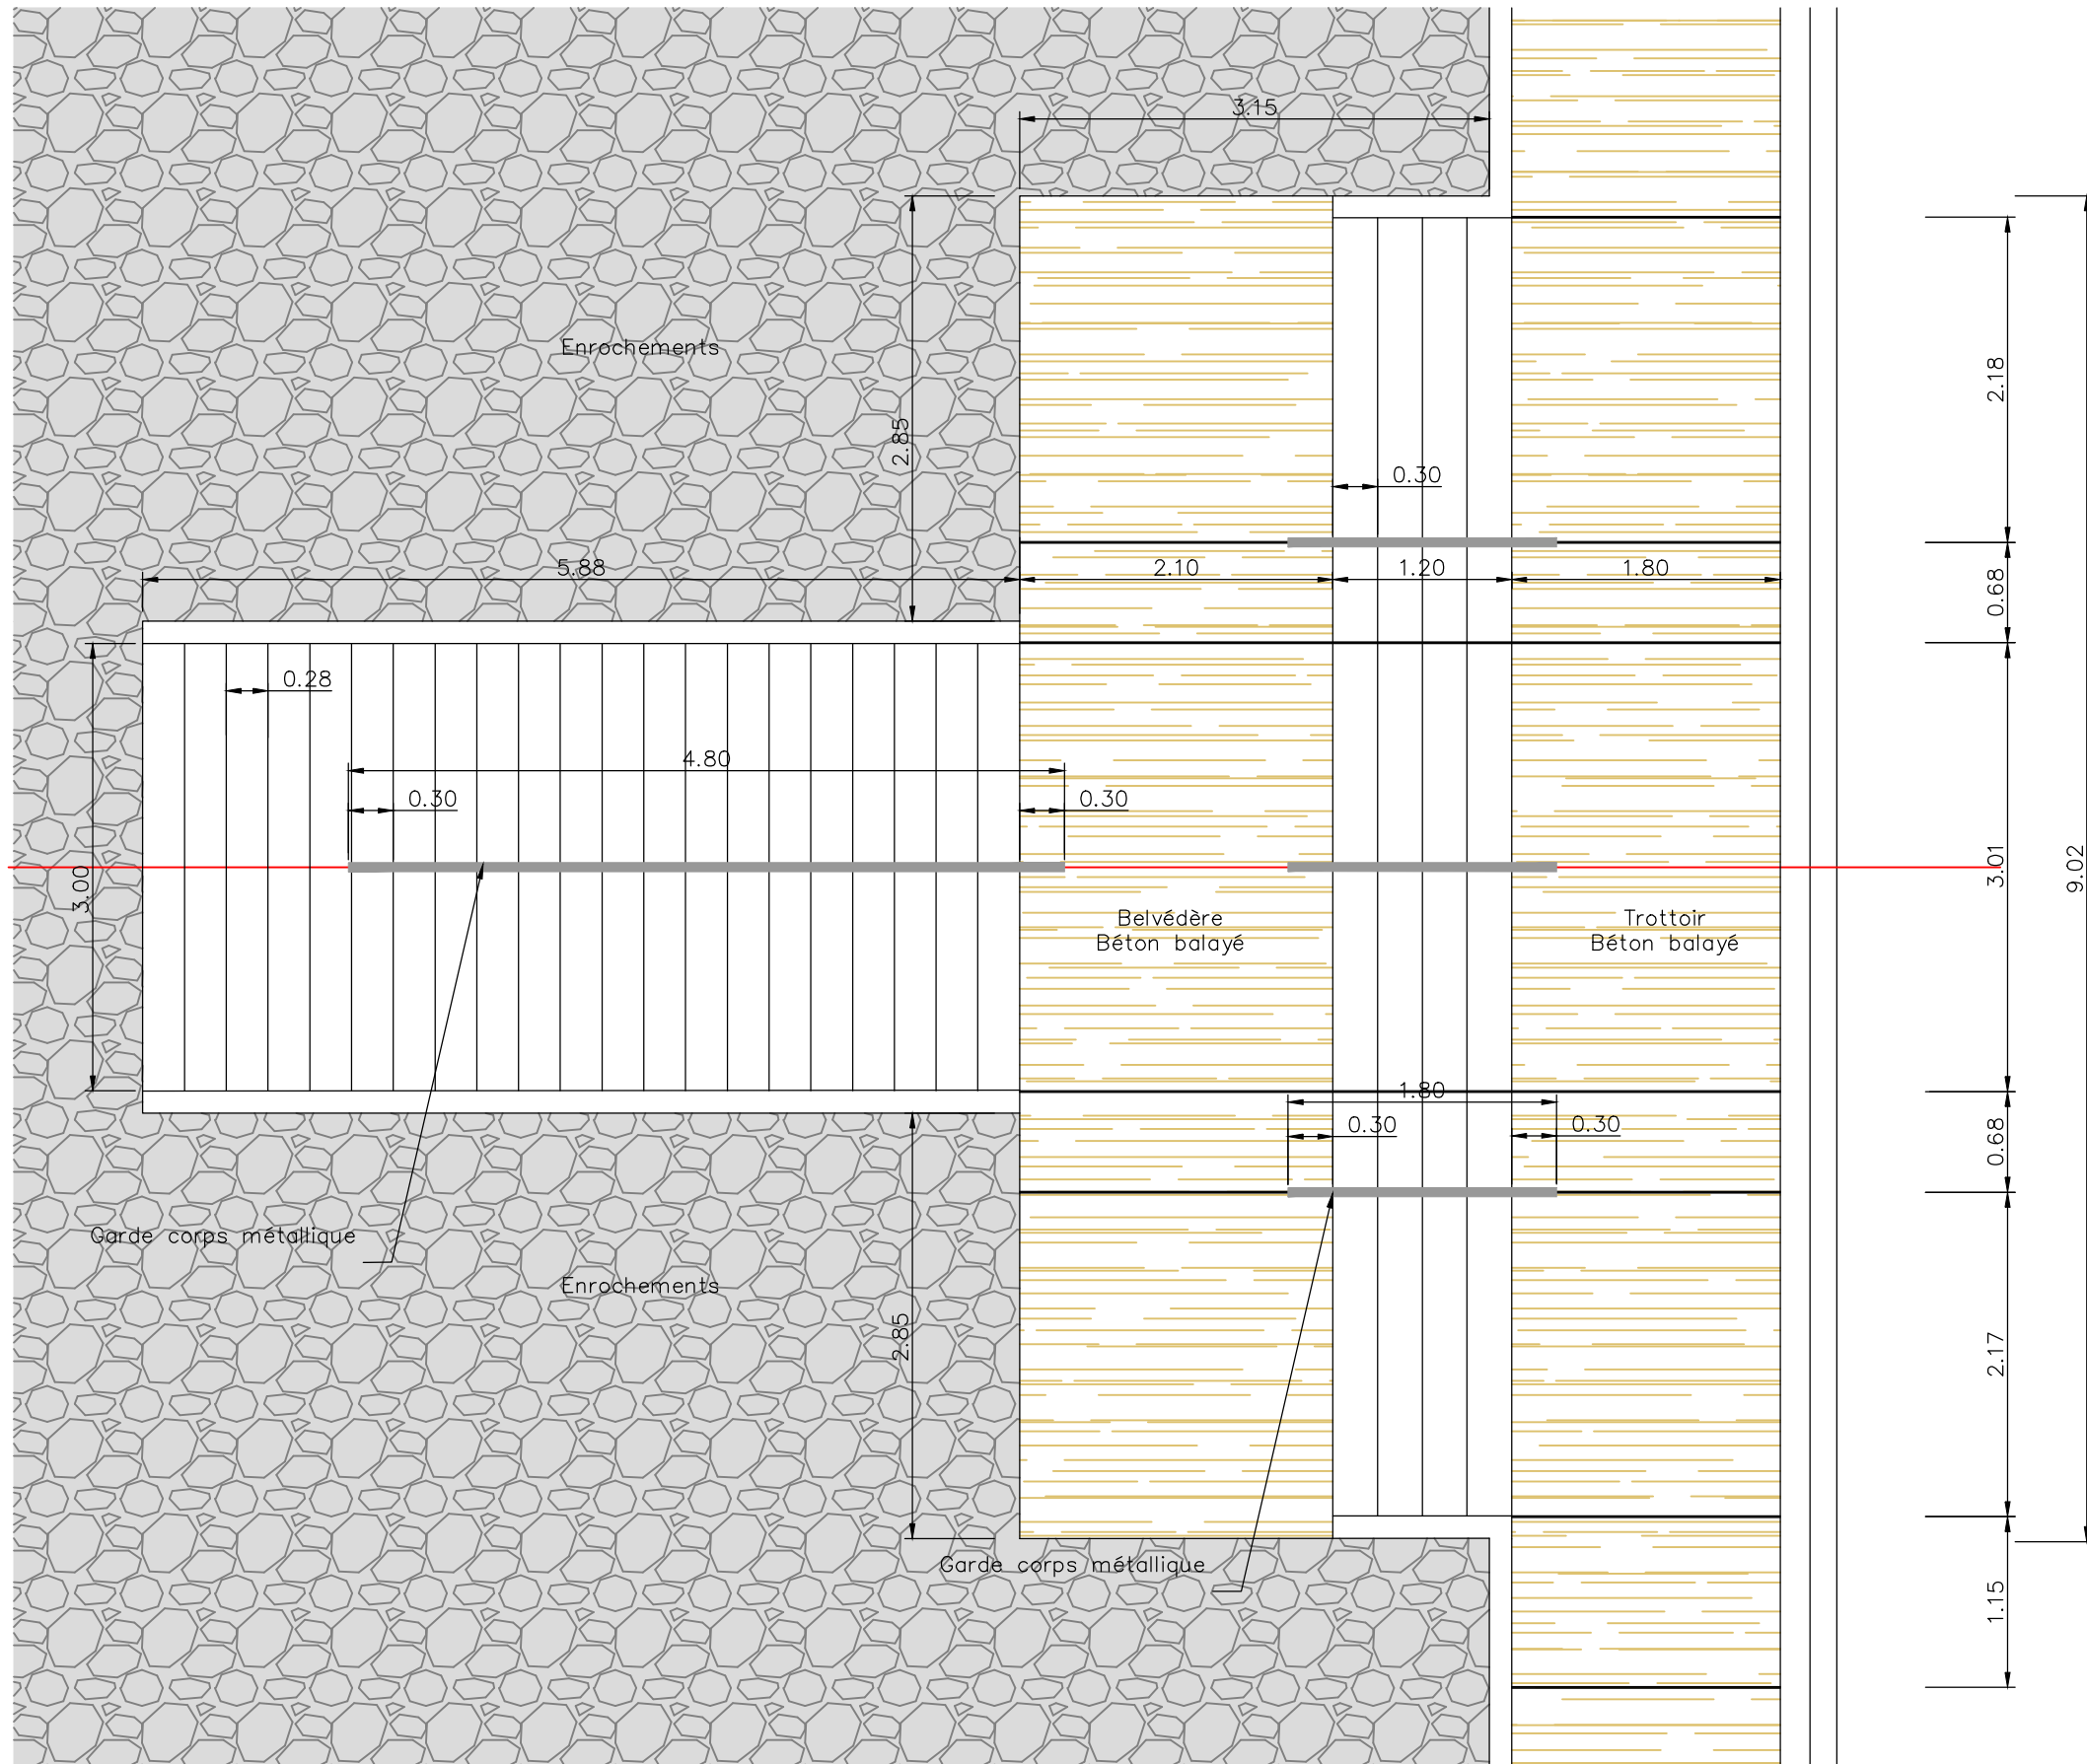 3.15
2.18
Enrochements
2.85
0.30
5.88
2.10
1.20
1.80
0.68
0.28
4.80
0.30
0.30
3.00
3.01
9.02
Belvédère
Béton balayé
Trottoir
Béton balayé
1.80
0.30
0.30
0.68
Garde corps métallique
Enrochements
2.85
2.17
Garde corps métallique
1.15